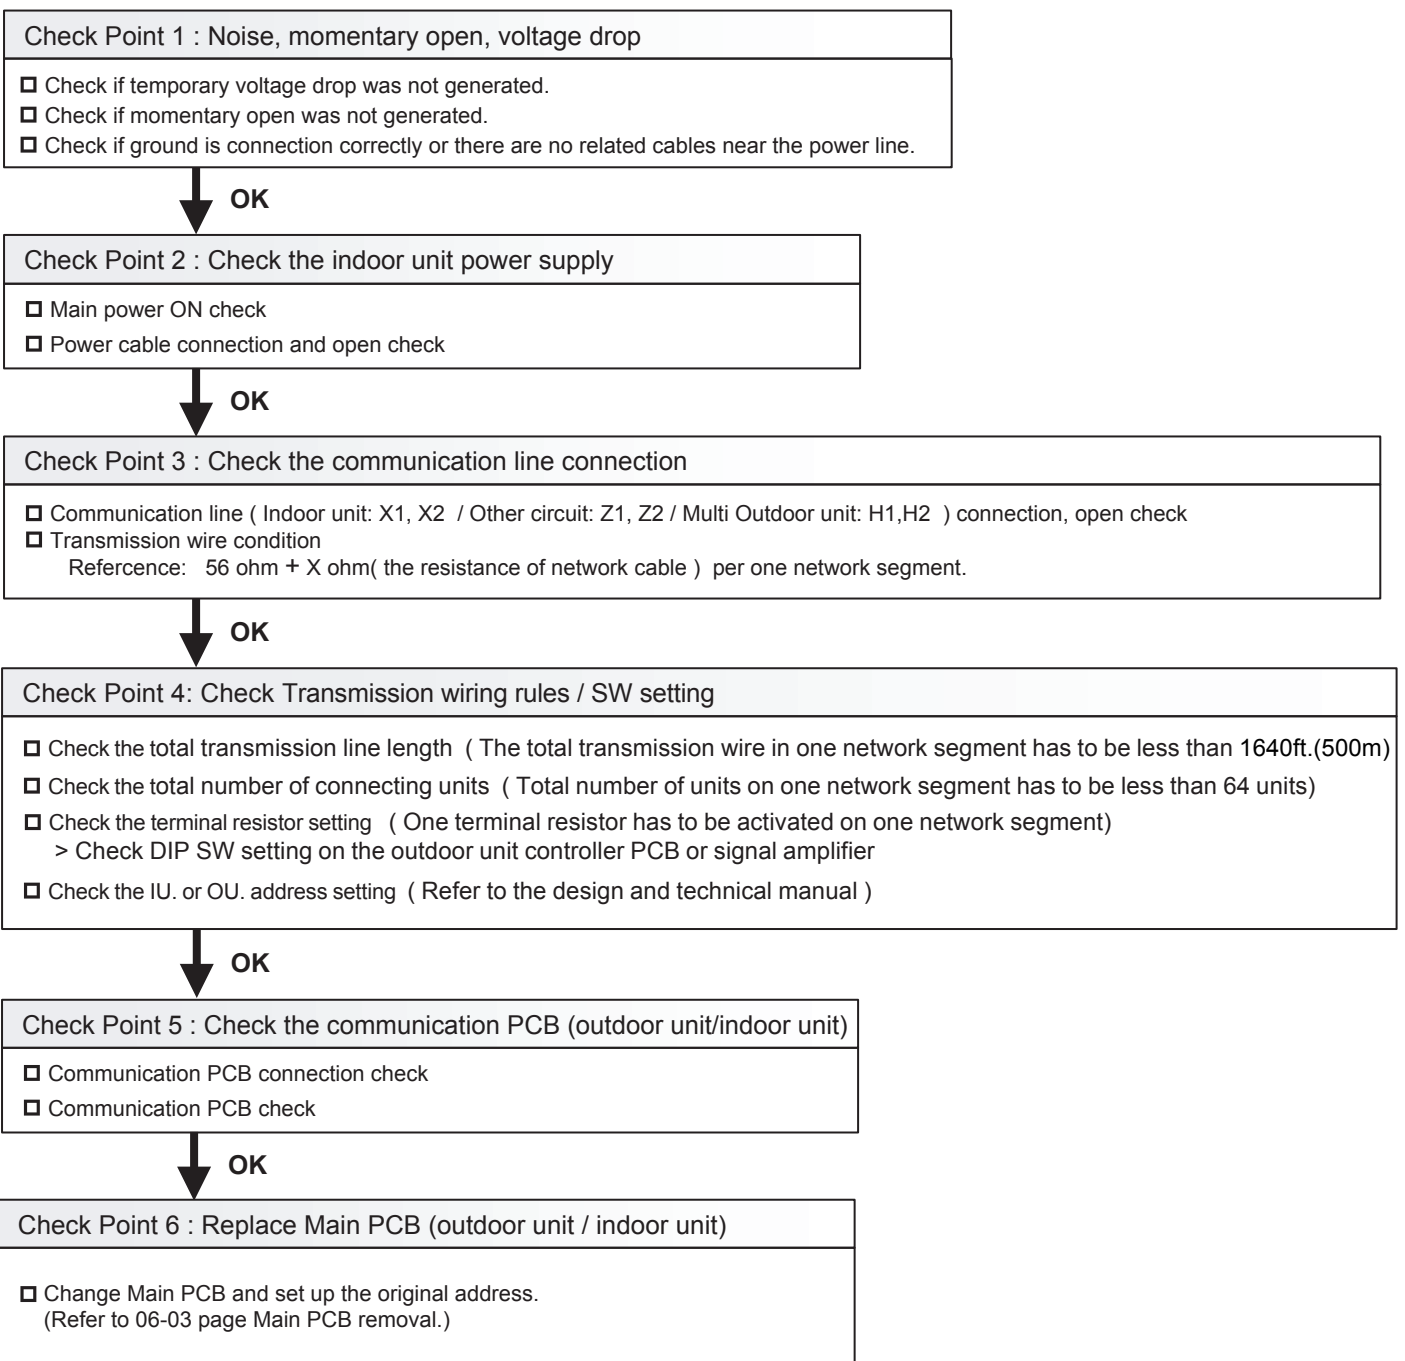 Check Point 1 : Noise, momentary open, voltage drop
Check if temporary voltage drop was not generated.
Check if momentary open was not generated.
Check if ground is connection correctly or there are no related cables near the power line.
OK
Check Point 2 : Check the indoor unit power supply
Main power ON check
Power cable connection and open check
OK
Check Point 3 : Check the communication line connection
Communication line ( Indoor unit: X1, X2 / Other circuit: Z1, Z2 / Multi Outdoor unit: H1,H2 ) connection, open check
Transmission wire condition
Refercence: 56 ohm + X ohm( the resistance of network cable ) per one network segment.
OK
Check Point 4: Check Transmission wiring rules / SW setting
Check the total transmission line length ( The total transmission wire in one network segment has to be less than 1640ft.(500m)
Check the total number of connecting units ( Total number of units on one network segment has to be less than 64 units)
Check the terminal resistor setting ( One terminal resistor has to be activated on one network segment)
> Check DIP SW setting on the outdoor unit controller PCB or signal amplifier
Check the IU. or OU. address setting ( Refer to the design and technical manual )
OK
Check Point 5 : Check the communication PCB (outdoor unit/indoor unit)
Communication PCB connection check
Communication PCB check
OK
Check Point 6 : Replace Main PCB (outdoor unit / indoor unit)
Change Main PCB and set up the original address.
(Refer to 06-03 page Main PCB removal.)